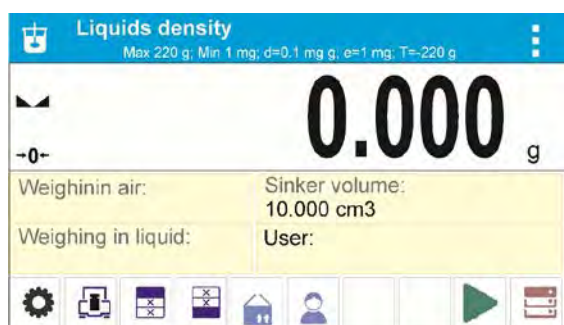 Liquids density
Max 220 g; Min 1 mg; d=0.1 mg g; e=1 mg; T=-220 g
0.000 g
→0←
Weighinin air:
Sinker volume:
10.000 cm3
Weighing in liquid:
User: